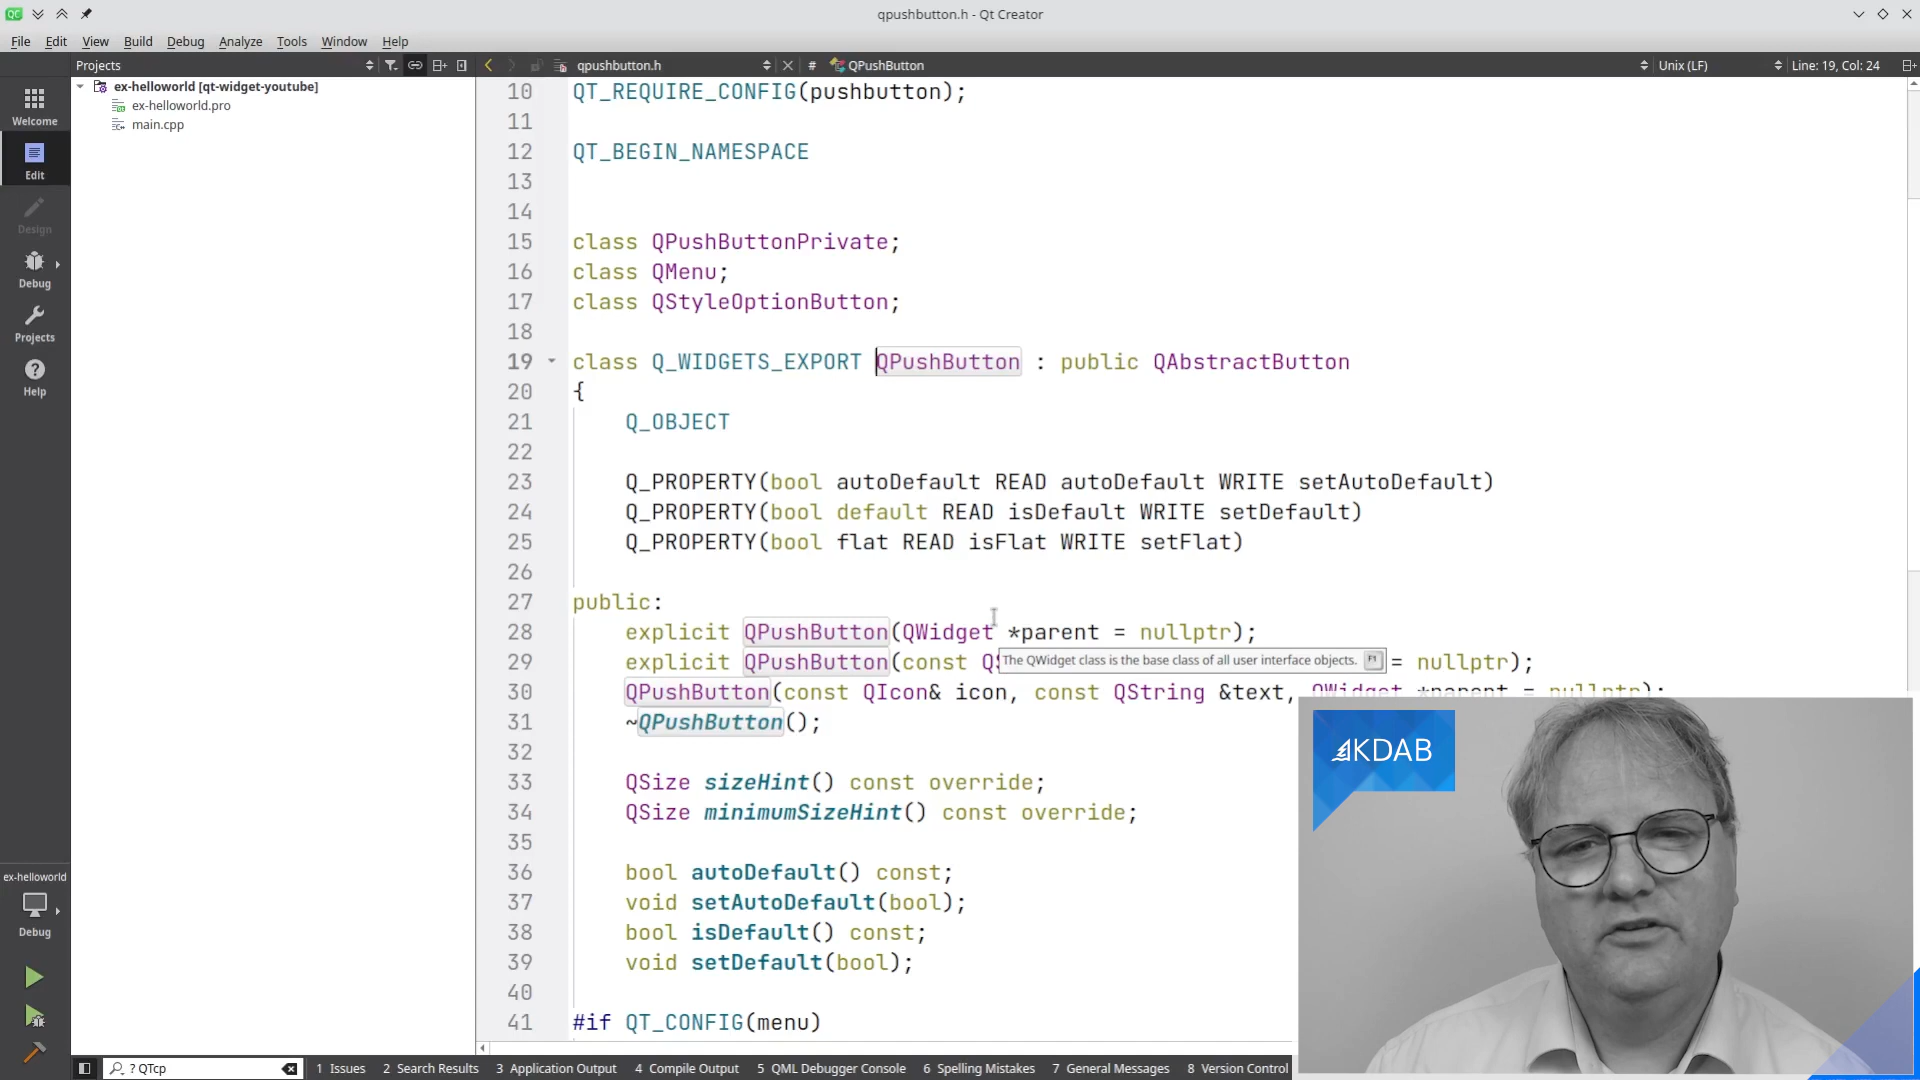 qpushbutton.h - Qt Creator
File Edit View Build Debug Analyze Tools Window Help
Projects
qpushbutton.h
#
QPushButton
Unix (LF)
Line: 19, Col: 24
Welcome
Edit
Design
Debug
Projects
Help
ex-helloworld [qt-widget-youtube]
ex-helloworld.pro
main.cpp
10 QT_REQUIRE_CONFIG(pushbutton);
11
12 QT_BEGIN_NAMESPACE
13
14
15 class QPushButtonPrivate;
16 class QMenu;
17 class QStyleOptionButton;
18
19 class Q_WIDGETS_EXPORT QPushButton : public QAbstractButton
20 {
21 Q_OBJECT
22
23 Q_PROPERTY(bool autoDefault READ autoDefault WRITE setAutoDefault)
24 Q_PROPERTY(bool default READ isDefault WRITE setDefault)
25 Q_PROPERTY(bool flat READ isFlat WRITE setFlat)
26
27 public:
28 explicit QPushButton(QWidget *parent = nullptr);
29 explicit QPushButton(const = nullptr);
The QWidget class is the base class of all user interface objects. F1
30 QPushButton(const QIcon& icon, const QString &text, QWidget *parent = nullptr);
31 ~QPushButton();
32
33 QSize sizeHint() const override;
34 QSize minimumSizeHint() const override;
35
36 bool autoDefault() const;
37 void setAutoDefault(bool);
38 bool isDefault() const;
39 void setDefault(bool);
40
41 #if QT_CONFIG(menu)
KDAB
ex-helloworld
Debug
? QTcp
1 Issues 2 Search Results 3 Application Output 4 Compile Output 5 QML Debugger Console 6 Spelling Mistakes 7 General Messages 8 Version Control